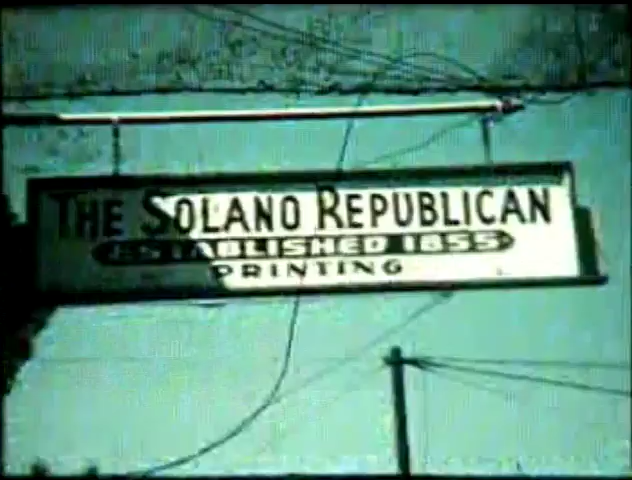 THE SOLANO REPUBLICAN
ESTABLISHED 1855
PRINTING